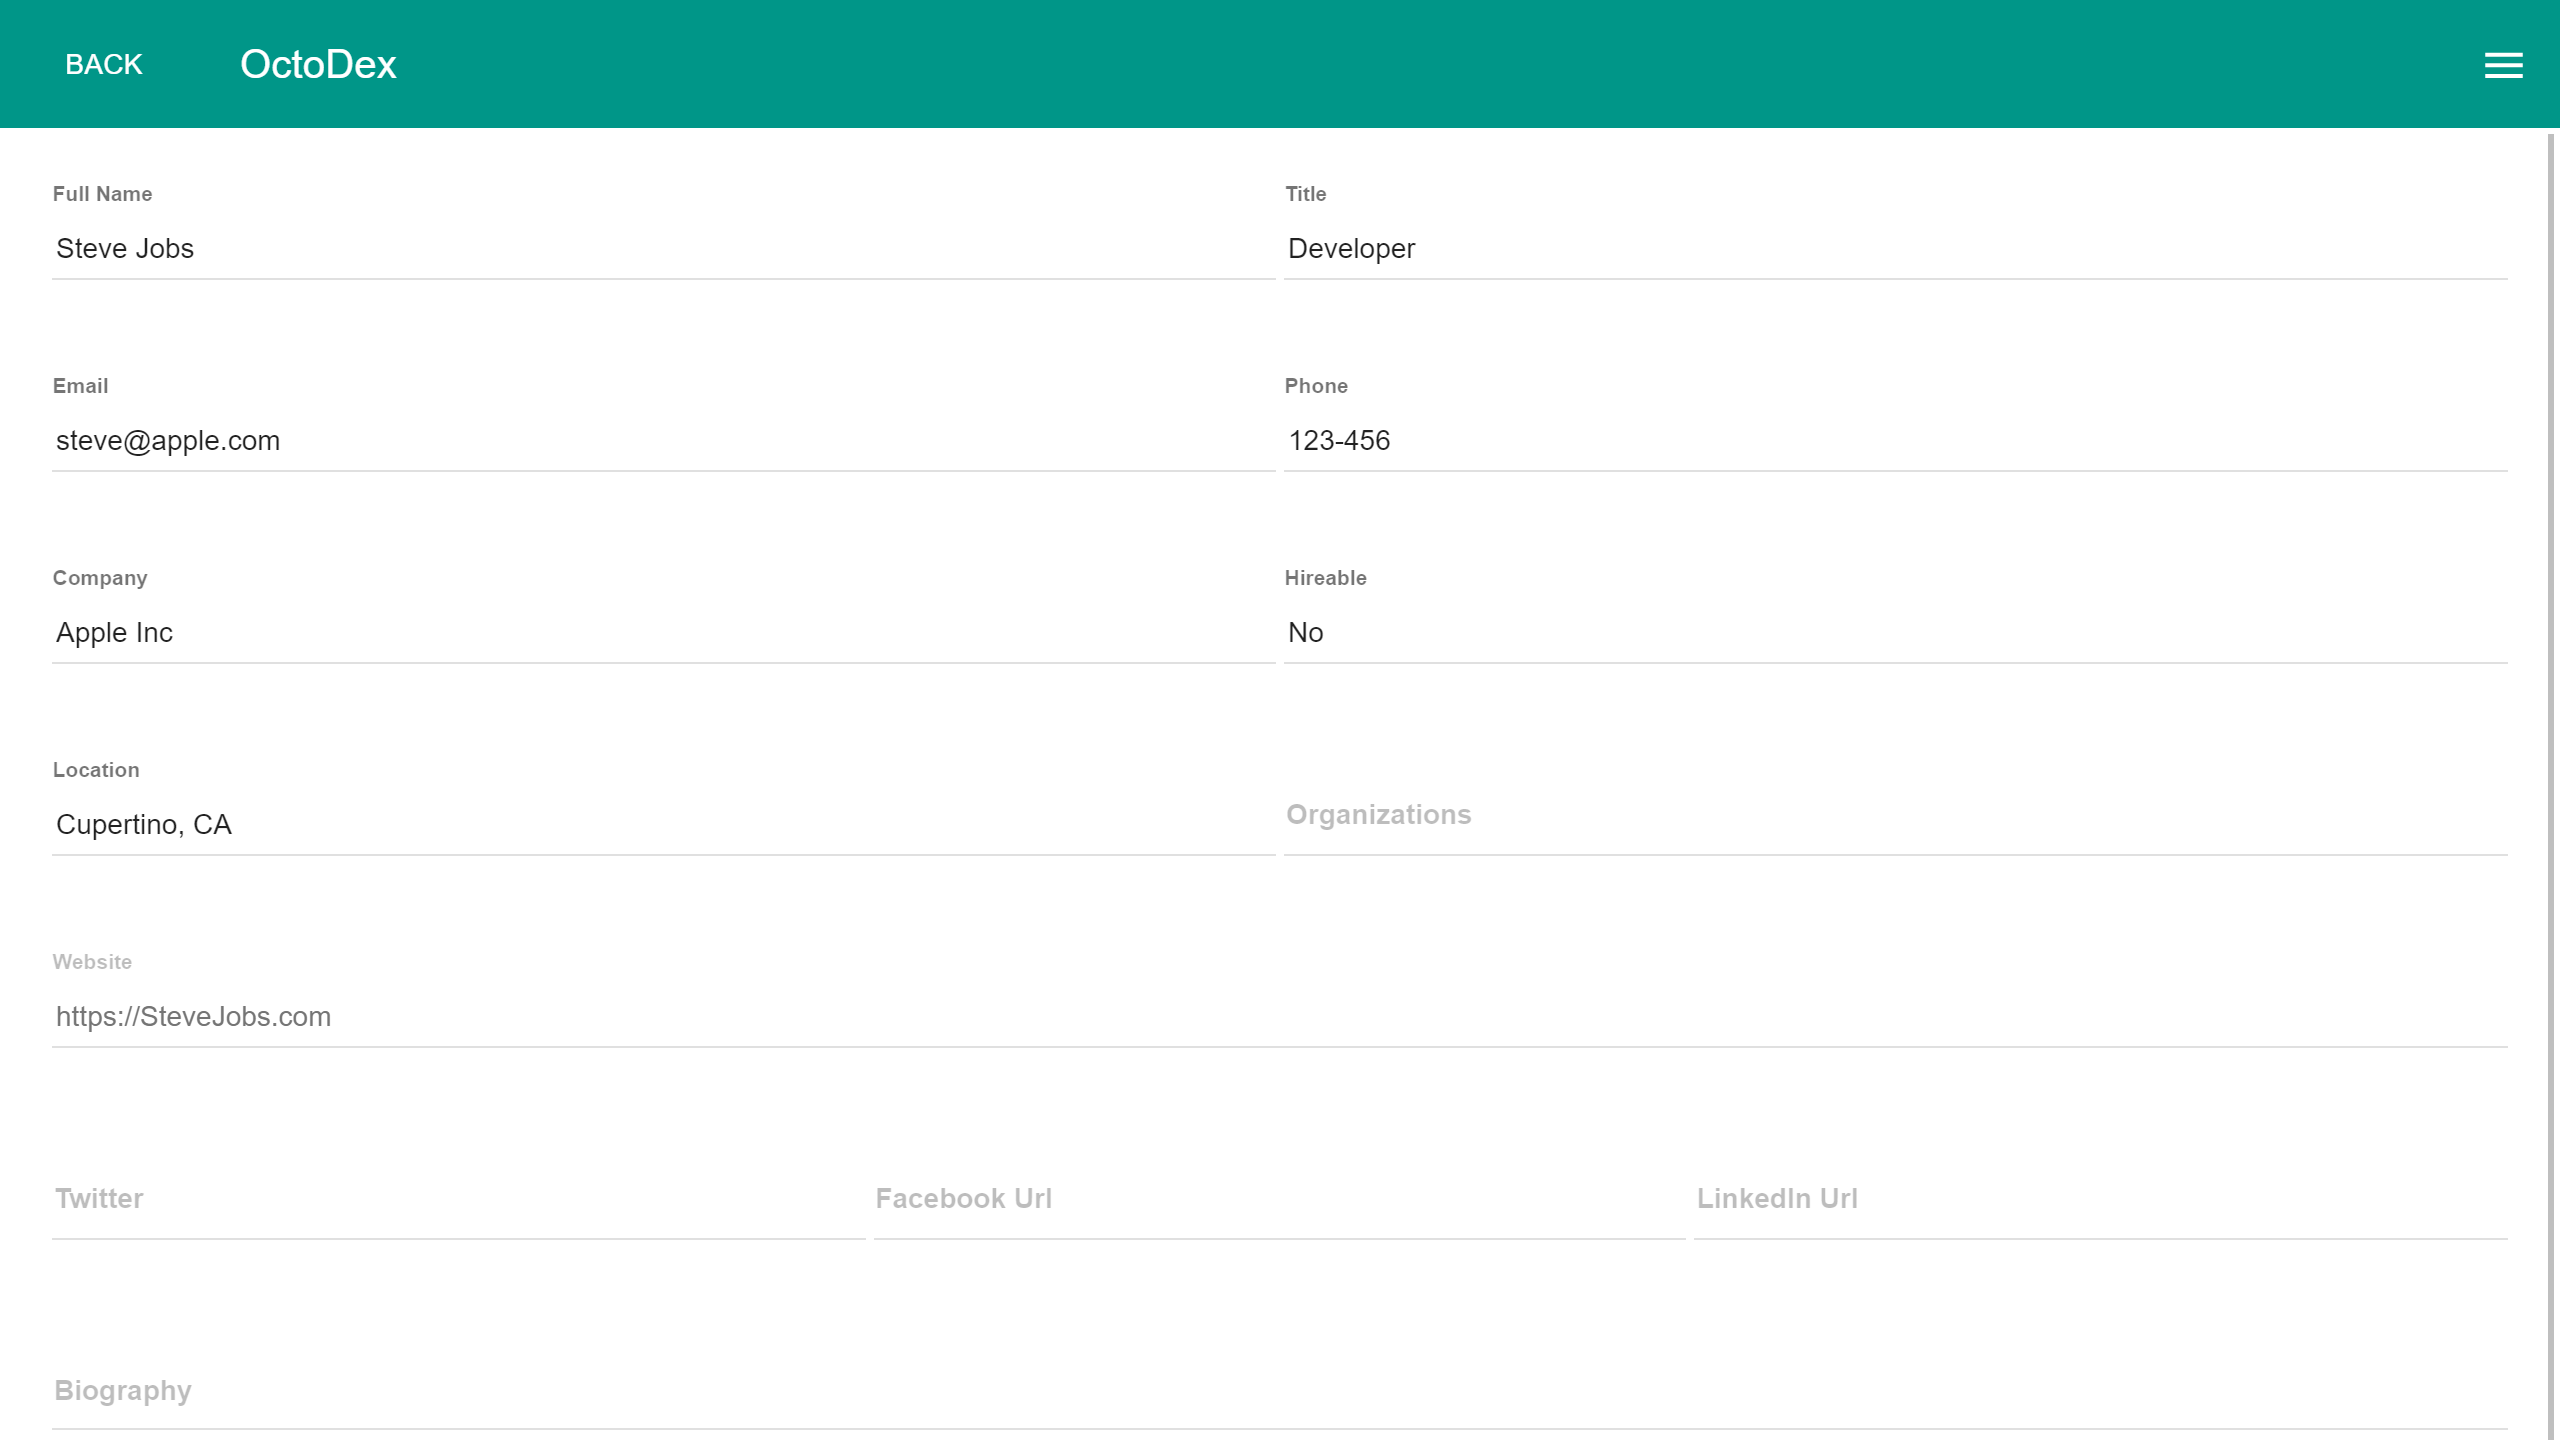 BACK
OctoDex
Full Name
Title
Steve Jobs
Developer
Email
Phone
steve@apple.com
123-456
Company
Hireable
Apple Inc
No
Location
Cupertino, CA
Organizations
Website
https://SteveJobs.com
Twitter
Facebook Url
LinkedIn Url
Biography